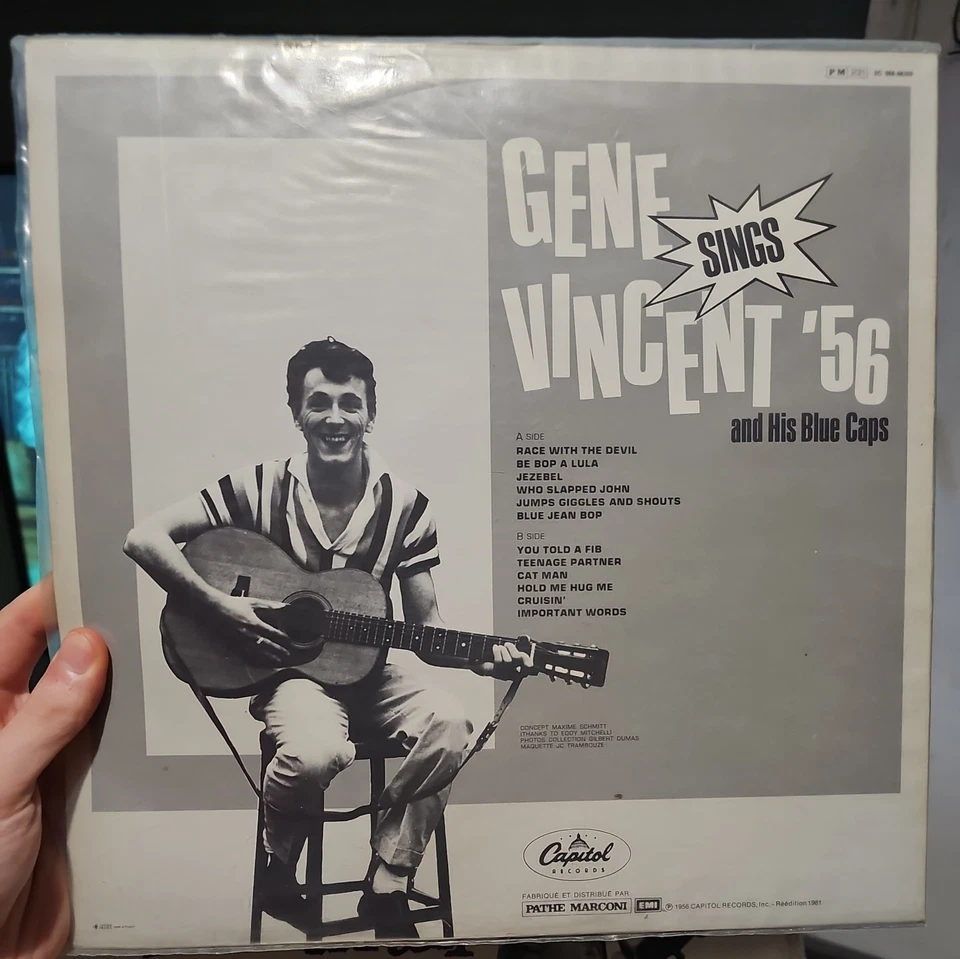 PM
GENE
SINGS
VINCENT '56
and His Blue Caps
A SIDE
RACE WITH THE DEVIL
BE BOP A LULA
JEZEBEL
WHO SLAPPED JOHN
JUMPS GIGGLES AND SHOUTS
BLUE JEAN BOP
B SIDE
YOU TOLD A FIB
TEENAGE PARTNER
CAT MAN
HOLD ME HUG ME
CRUISIN'
IMPORTANT WORDS
CONCEPT MAXIME SCHMITT
(THANKS TO EDDY MITCHELL)
PHOTOS COLLECTION GILBERT DUMAS
MAQUETTE JC TRAMBOUZE
Capitol
RECORDS
FABRIQUÉ ET DISTRIBUÉ PAR
PATHE MARCONI EMI ℗ 1956 CAPITOL RECORDS, Inc. - Réédition 1981